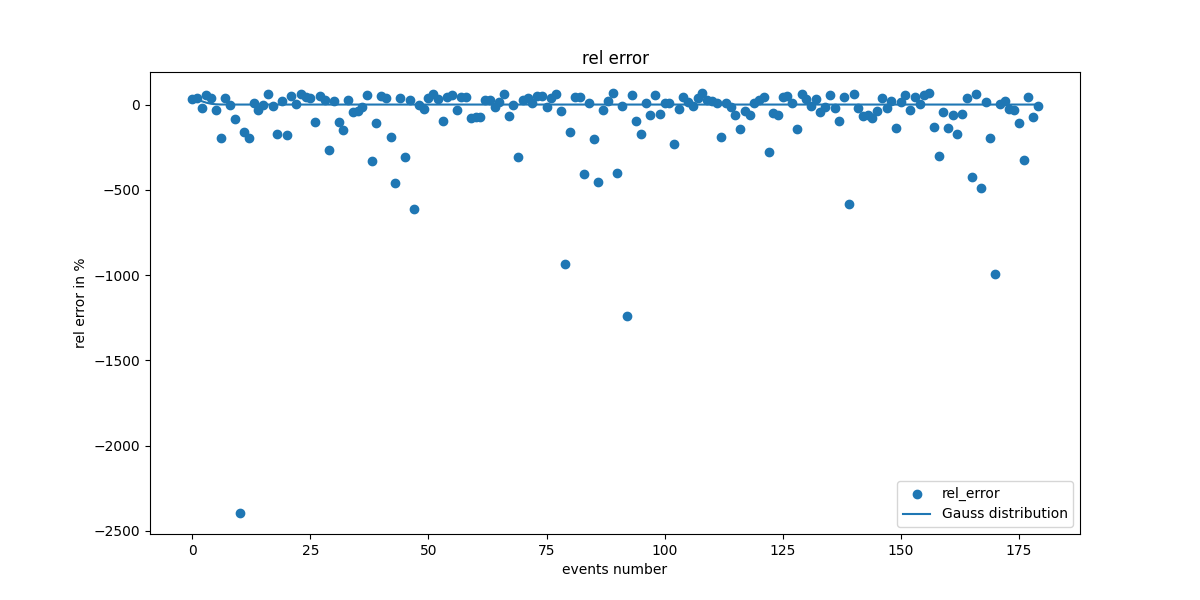 rel error
rel error in %
0
−500
−1000
−1500
−2000
−2500
0 25 50 75 100 125 150 175
events number
rel_error
Gauss distribution